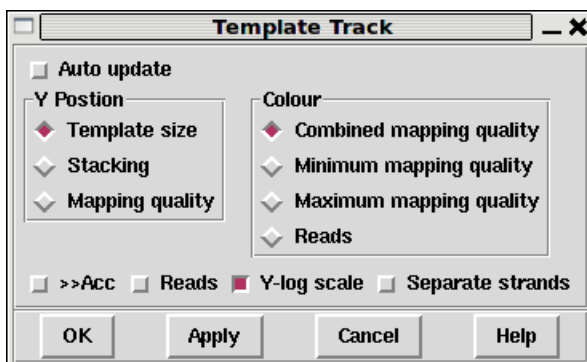 Template Track
Auto update
Y Postion
Colour
Template size
Combined mapping quality
Stacking
Minimum mapping quality
Mapping quality
Maximum mapping quality
Reads
>>Acc Reads Y-log scale Separate strands
OK Apply Cancel Help